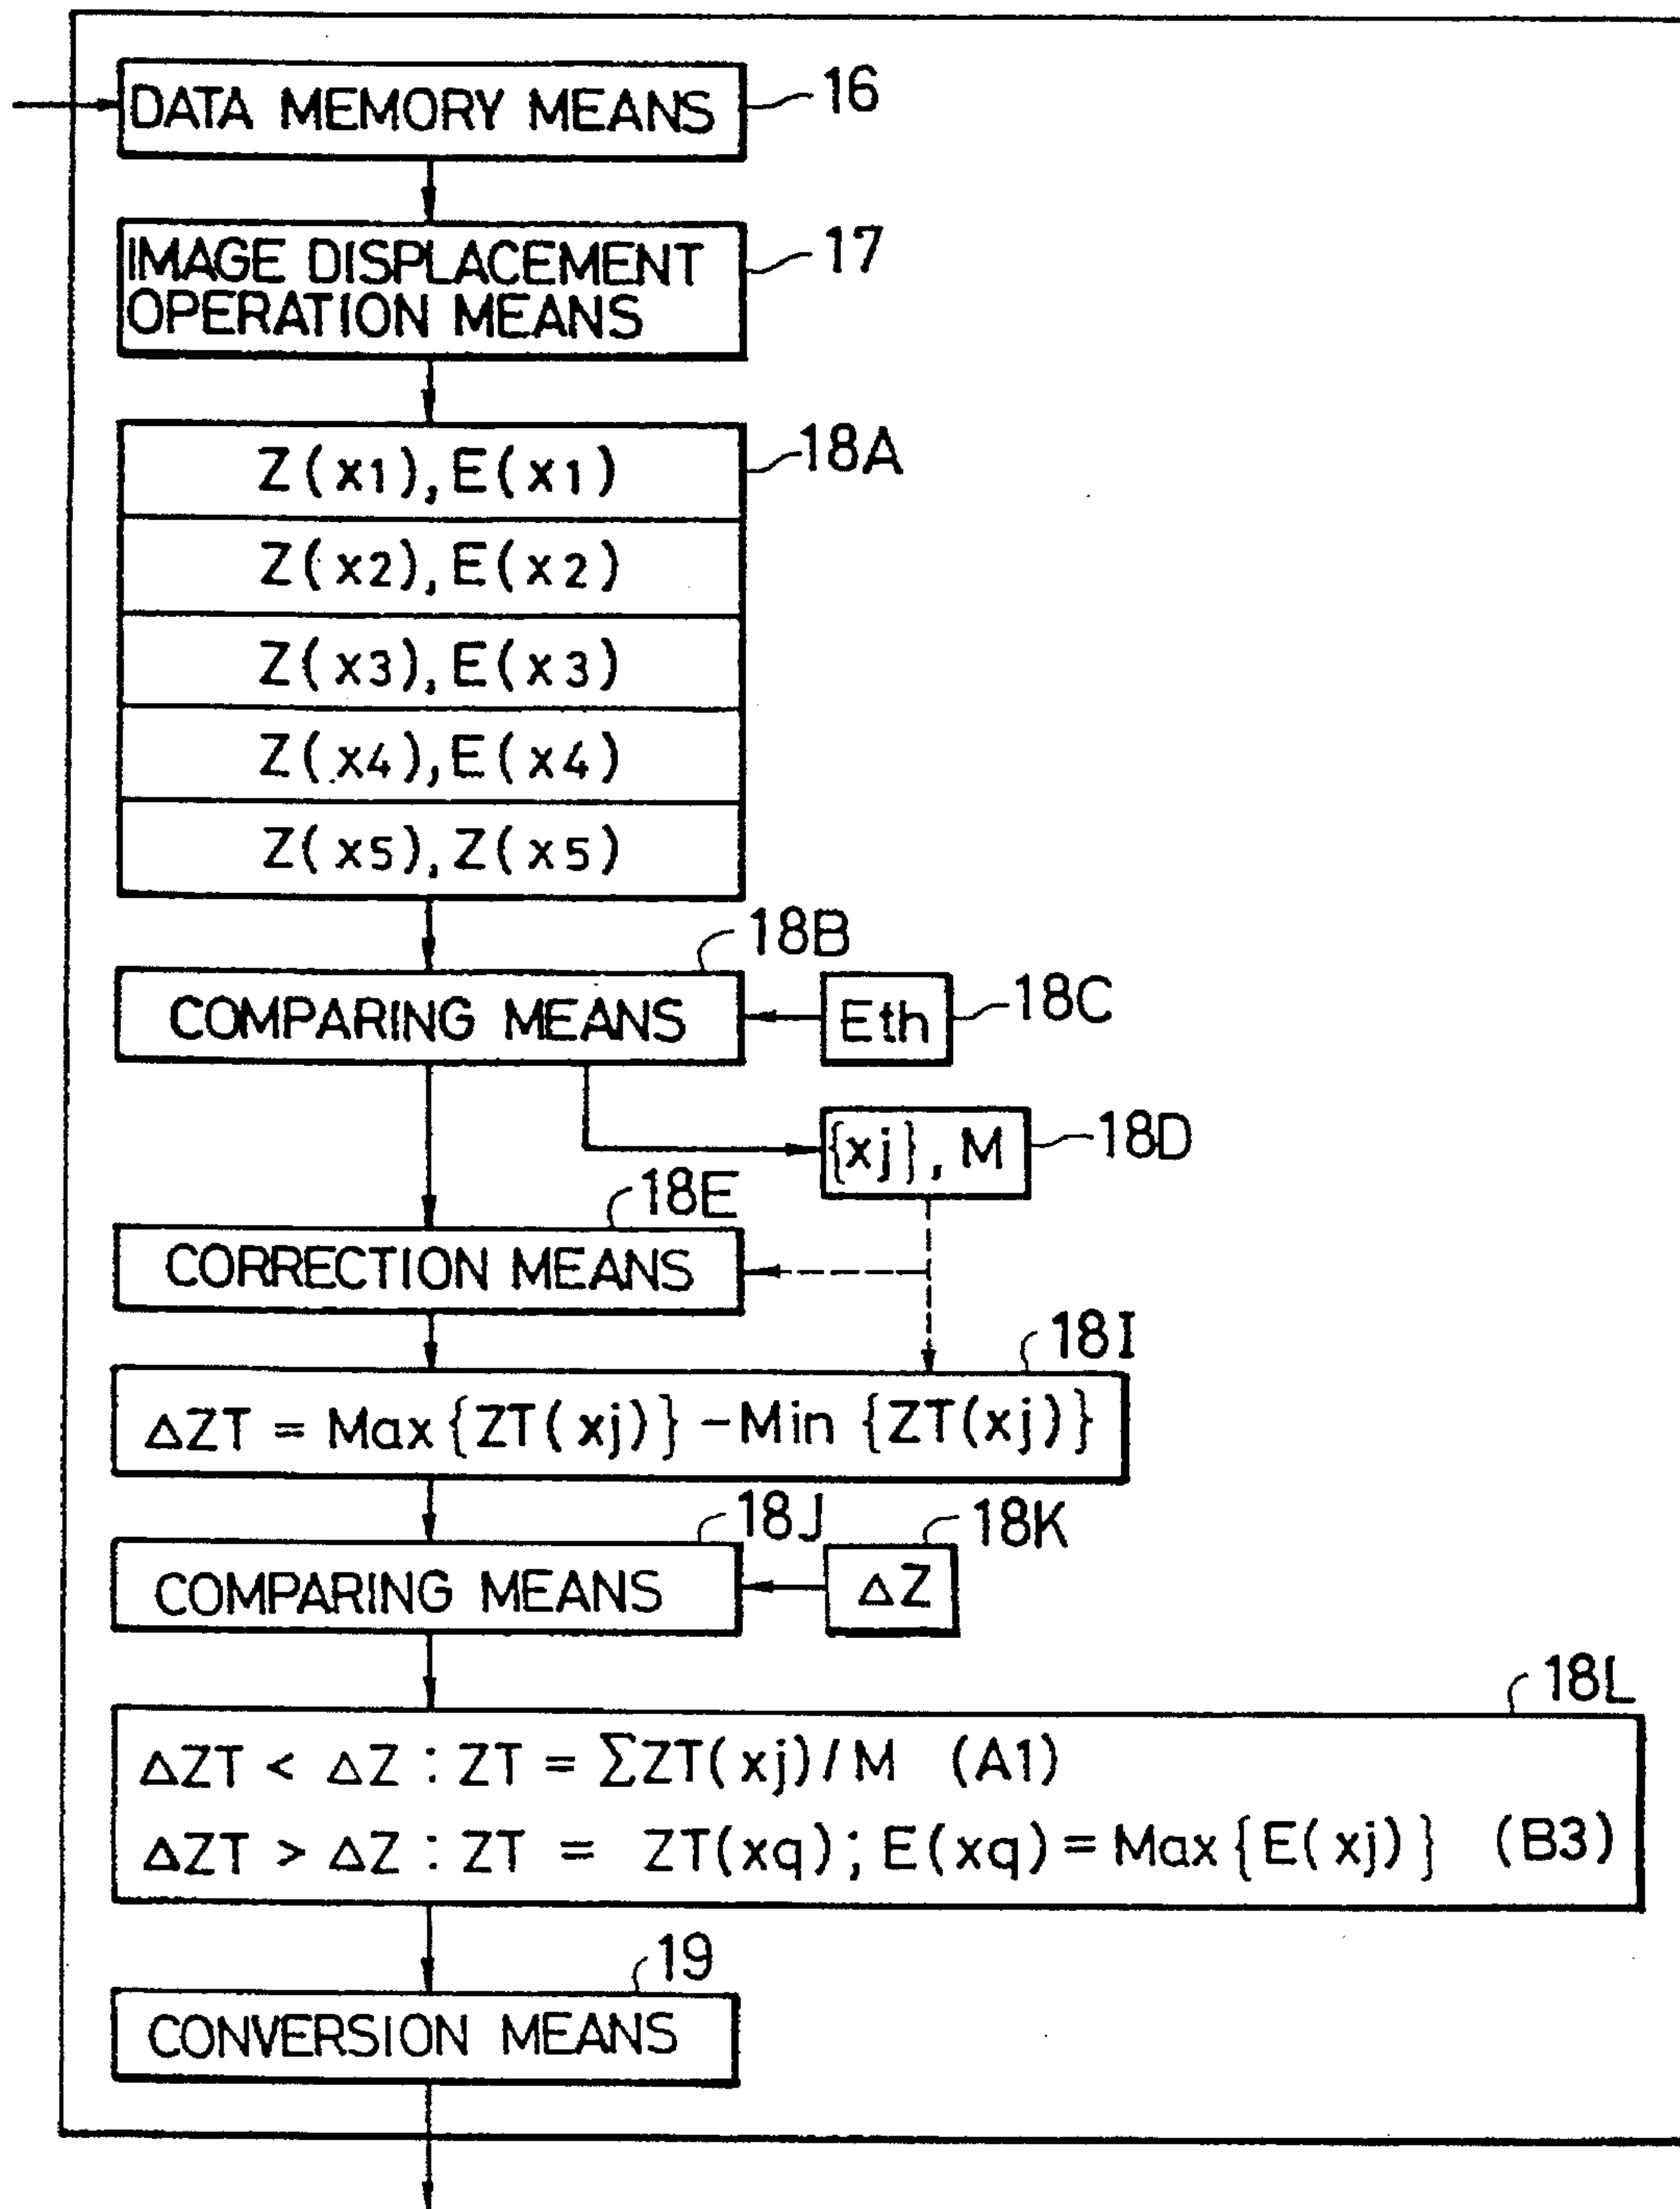 DATA MEMORY MEANS
16
IMAGE DISPLACEMENT
OPERATION MEANS
17
18A
Z(x1), E(x1)
Z(x2), E(x2)
Z(x3), E(x3)
Z(x4), E(x4)
Z(x5), Z(x5)
18B
COMPARING MEANS
Eth
18C
{xj}, M
18D
18E
CORRECTION MEANS
18I
ΔZT = Max {ZT(xj)} - Min {ZT(xj)}
18J
18K
COMPARING MEANS
ΔZ
18L
ΔZT < ΔZ : ZT = ΣZT(xj)/M (A1)
ΔZT > ΔZ : ZT = ZT(xq); E(xq) = Max {E(xj)} (B3)
19
CONVERSION MEANS